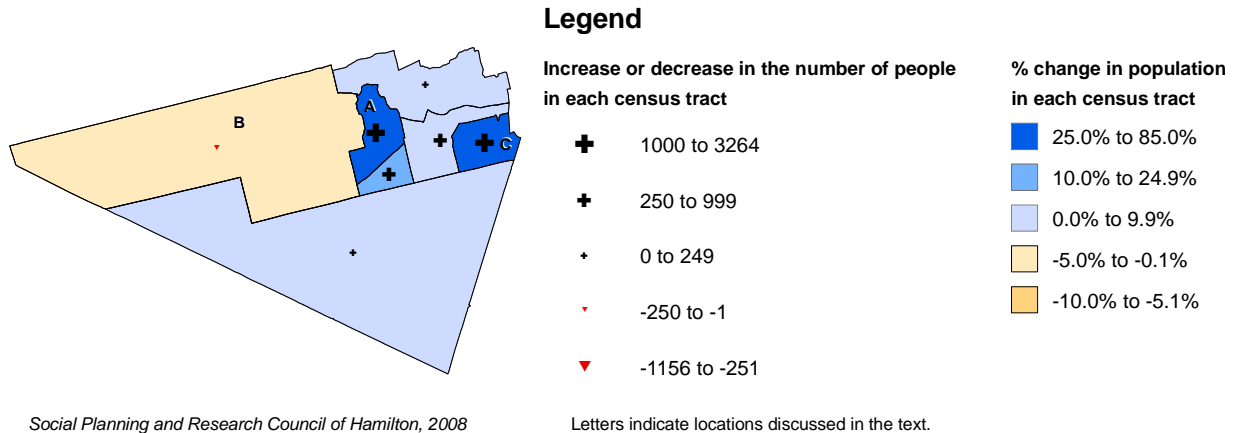 Legend
Increase or decrease in the number of people
in each census tract
1000 to 3264
250 to 999
0 to 249
-250 to -1
-1156 to -251
% change in population
in each census tract
25.0% to 85.0%
10.0% to 24.9%
0.0% to 9.9%
-5.0% to -0.1%
-10.0% to -5.1%
A
B
C
Social Planning and Research Council of Hamilton, 2008
Letters indicate locations discussed in the text.